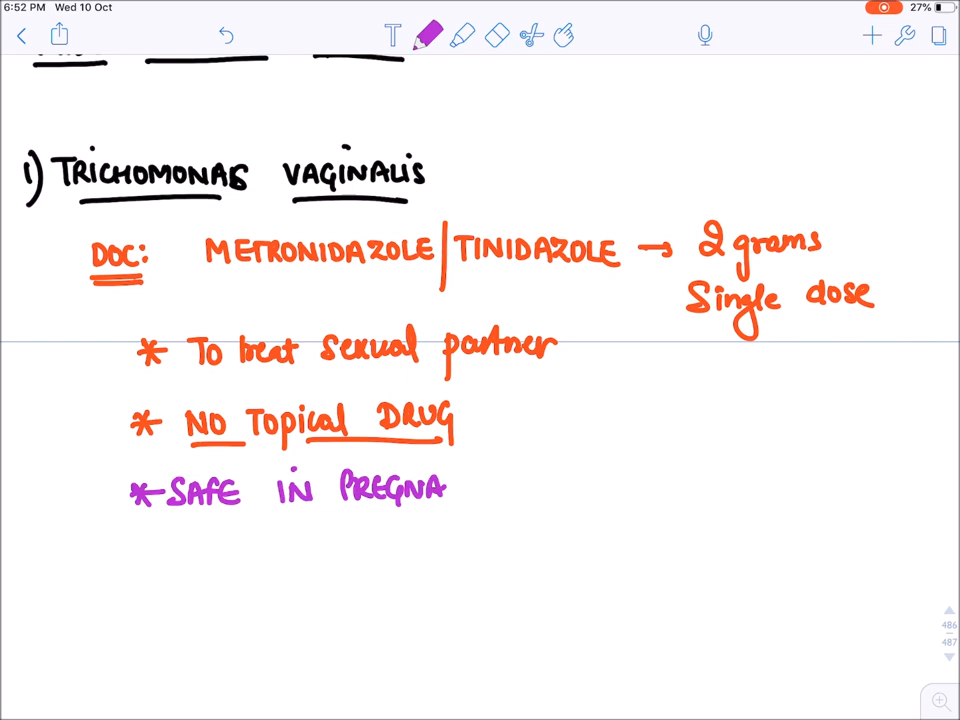 6:52 PM Wed 10 Oct
27%
T
1) TRICHOMONAS VAGINALIS
DOC: METRONIDAZOLE | TINIDAZOLE → 2 grams
Single dose
* To treat sexual partner
* NO Topical DRUG
* SAFE IN PREGNA
486
487